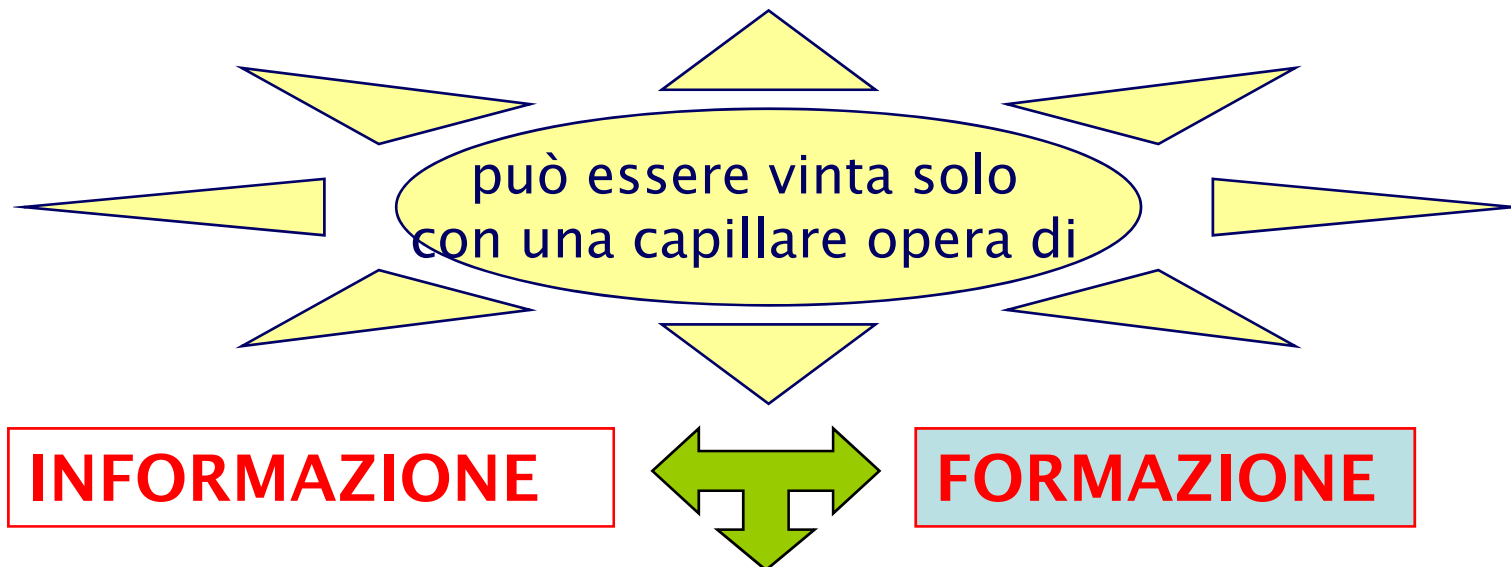 può essere vinta solo
con una capillare opera di
INFORMAZIONE
FORMAZIONE